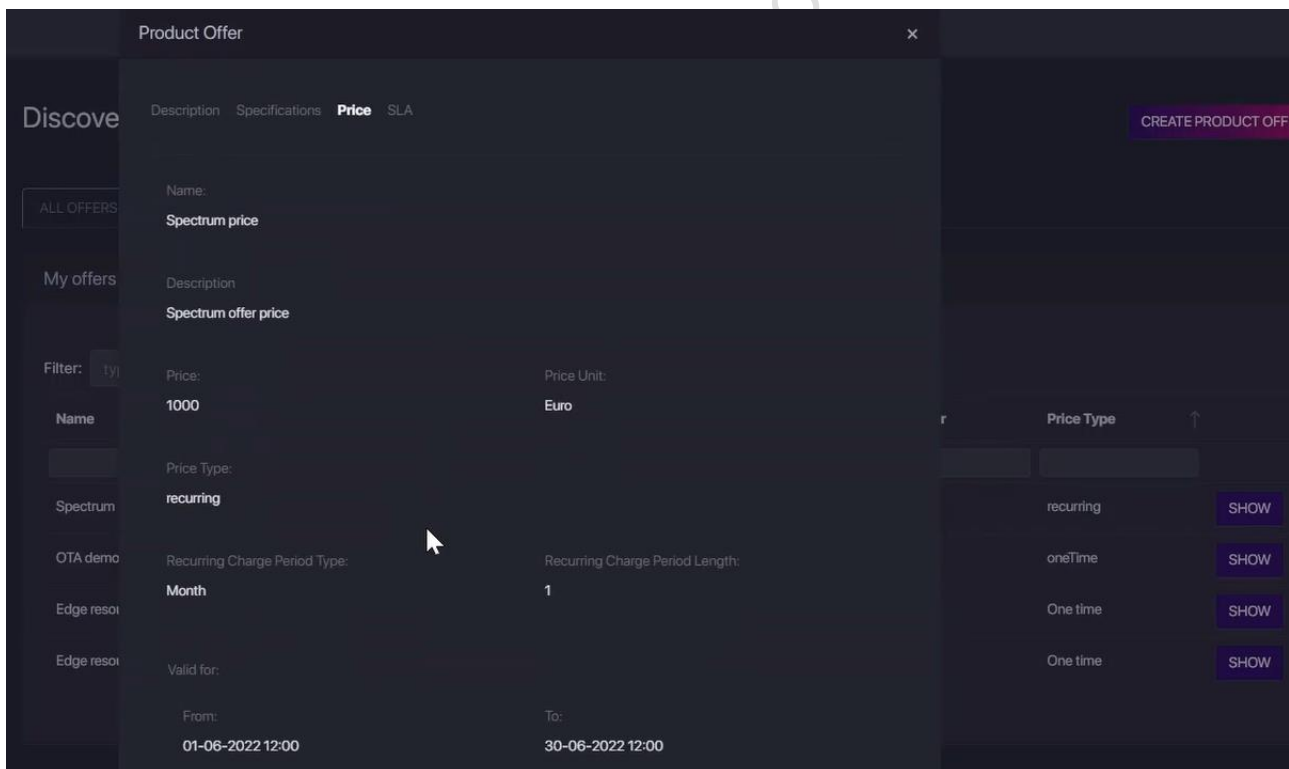 Product Offer ×
Discove
Description Specifications Price SLA
CREATE PRODUCT OFF
Name:
Spectrum price
ALL OFFERS
My offers
Description
Spectrum offer price
Filter: typ
Price: Price Unit:
1000 Euro
Name r Price Type ↑
Price Type:
recurring
Spectrum recurring SHOW
OTA demo oneTime SHOW
Recurring Charge Period Type: Recurring Charge Period Length:
Month 1
Edge resou One time SHOW
Edge resou One time SHOW
Valid for:
From: To:
01-06-2022 12:00 30-06-2022 12:00